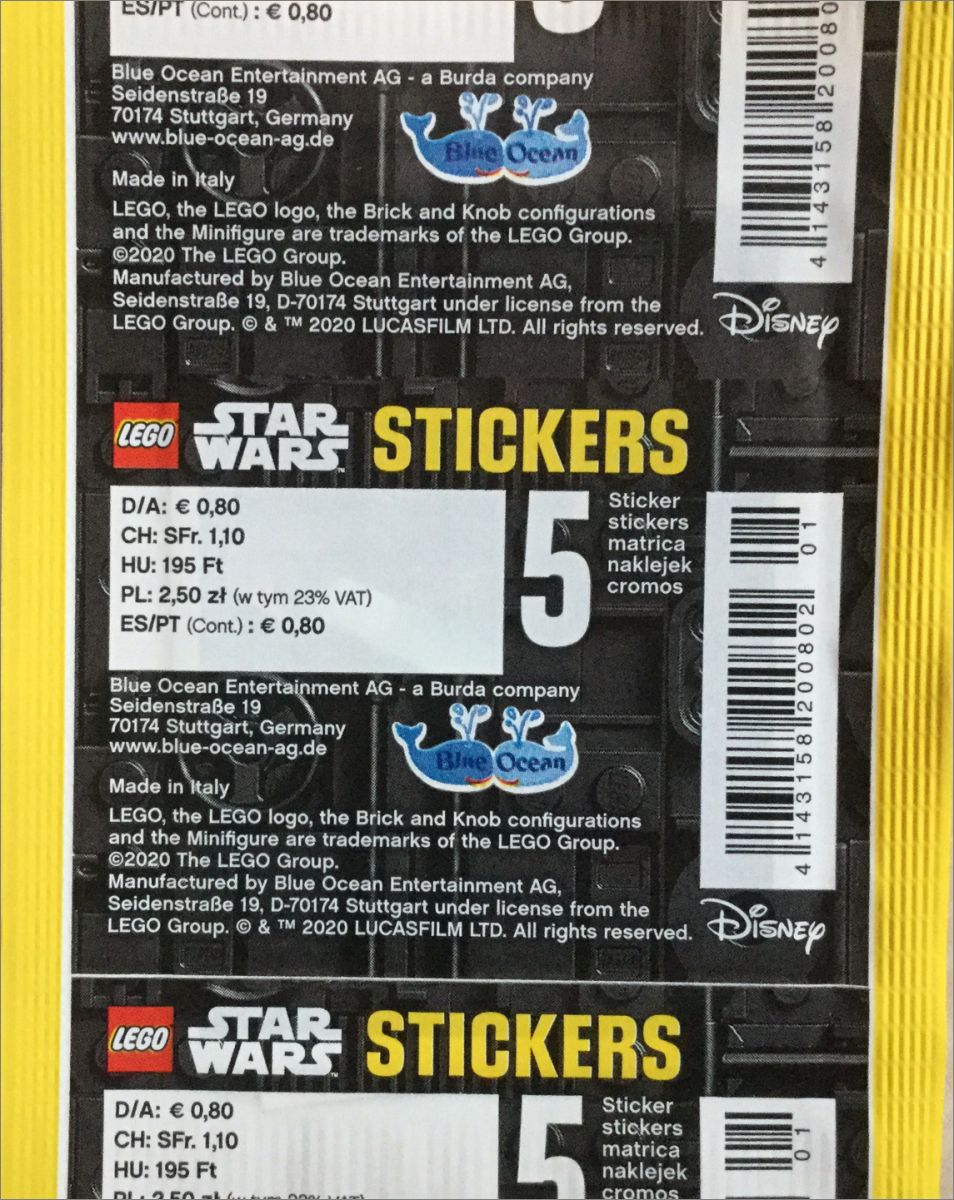 ES/PT (Cont.) : € 0,80
Blue Ocean Entertainment AG - a Burda company
Seidenstraße 19
70174 Stuttgart, Germany
www.blue-ocean-ag.de
Blue Ocean
Made in Italy
LEGO, the LEGO logo, the Brick and Knob configurations
and the Minifigure are trademarks of the LEGO Group.
©2020 The LEGO Group.
Manufactured by Blue Ocean Entertainment AG,
Seidenstraße 19, D-70174 Stuttgart under license from the
LEGO Group. © & ™ 2020 LUCASFILM LTD. All rights reserved.
Disney
4 143158 20080
LEGO STAR WARS™ STICKERS
D/A: € 0,80
CH: SFr. 1,10
HU: 195 Ft
PL: 2,50 zł (w tym 23% VAT)
ES/PT (Cont.) : € 0,80
5
Sticker
stickers
matrica
naklejek
cromos
01
4 143158 200802
Blue Ocean Entertainment AG - a Burda company
Seidenstraße 19
70174 Stuttgart, Germany
www.blue-ocean-ag.de
Blue Ocean
Made in Italy
LEGO, the LEGO logo, the Brick and Knob configurations
and the Minifigure are trademarks of the LEGO Group.
©2020 The LEGO Group.
Manufactured by Blue Ocean Entertainment AG,
Seidenstraße 19, D-70174 Stuttgart under license from the
LEGO Group. © & ™ 2020 LUCASFILM LTD. All rights reserved.
Disney
LEGO STAR WARS™ STICKERS
D/A: € 0,80
CH: SFr. 1,10
HU: 195 Ft
PL: 2,50 zł (w tym 23% VAT)
5
Sticker
stickers
matrica
naklejek
cromos
01